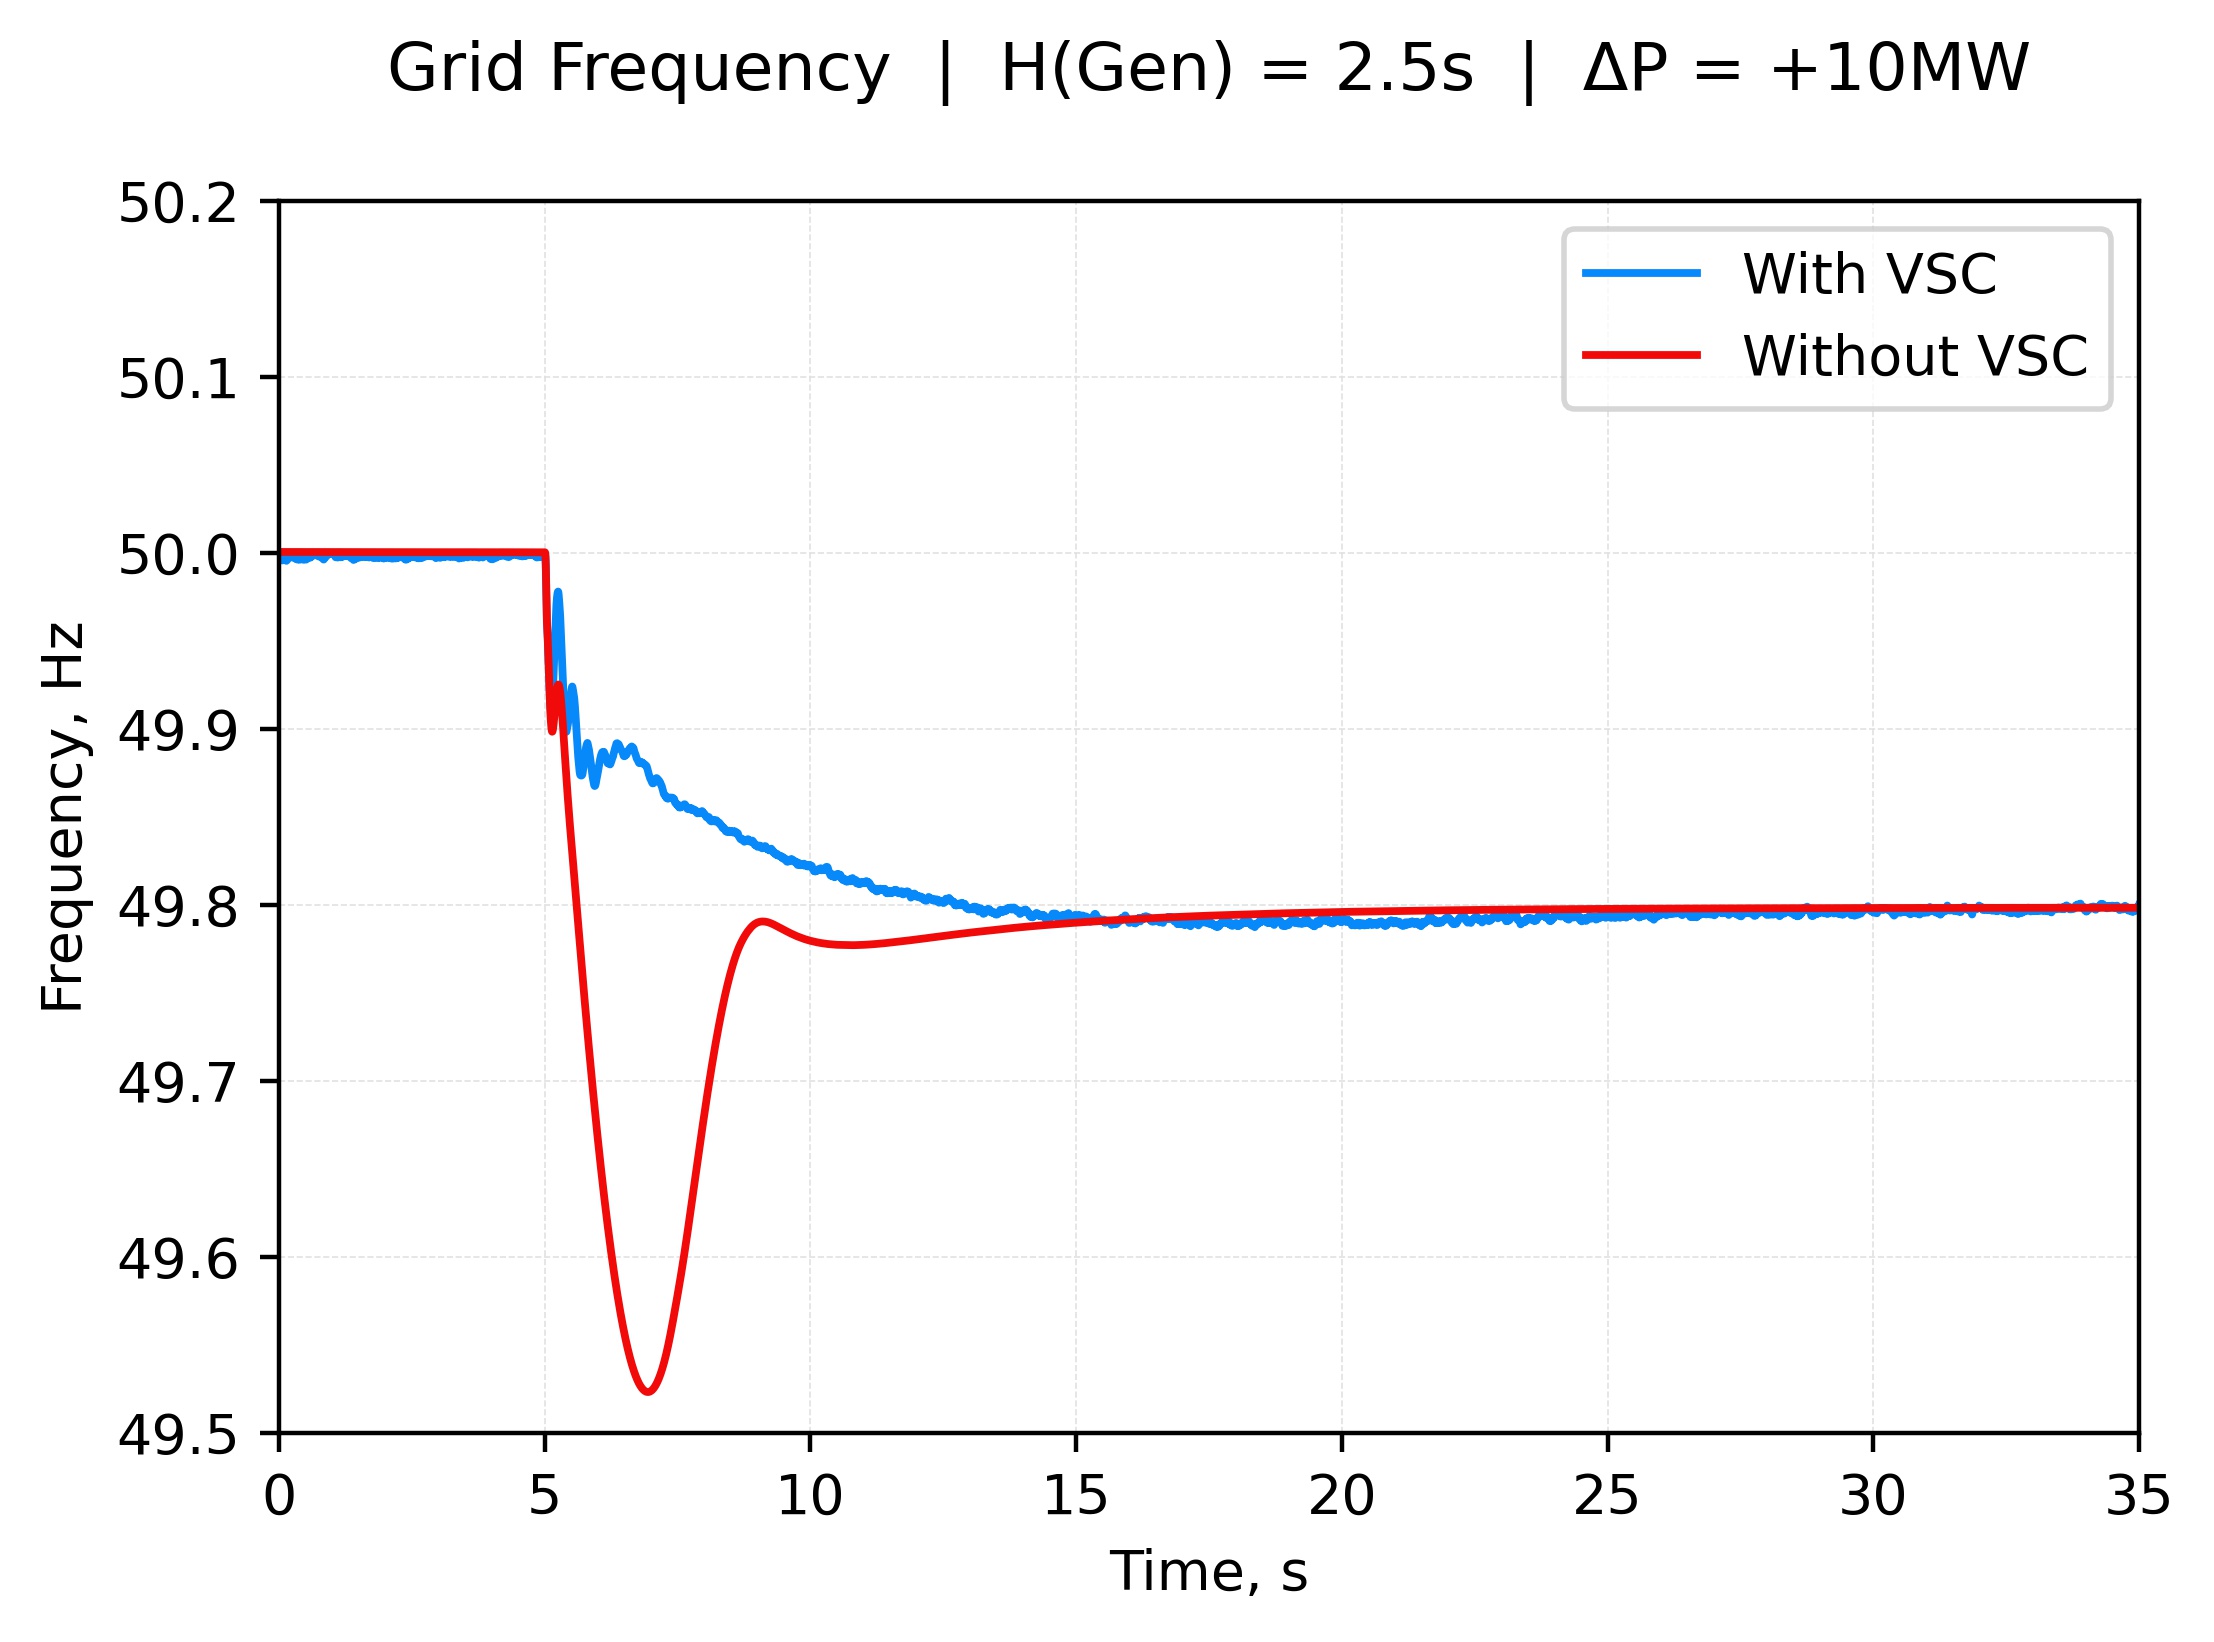 Grid Frequency | H(Gen) = 2.5s | ΔP = +10MW
50.2
50.1
50.0
49.9
49.8
49.7
49.6
49.5
Frequency, Hz
With VSC
Without VSC
0 5 10 15 20 25 30 35
Time, s